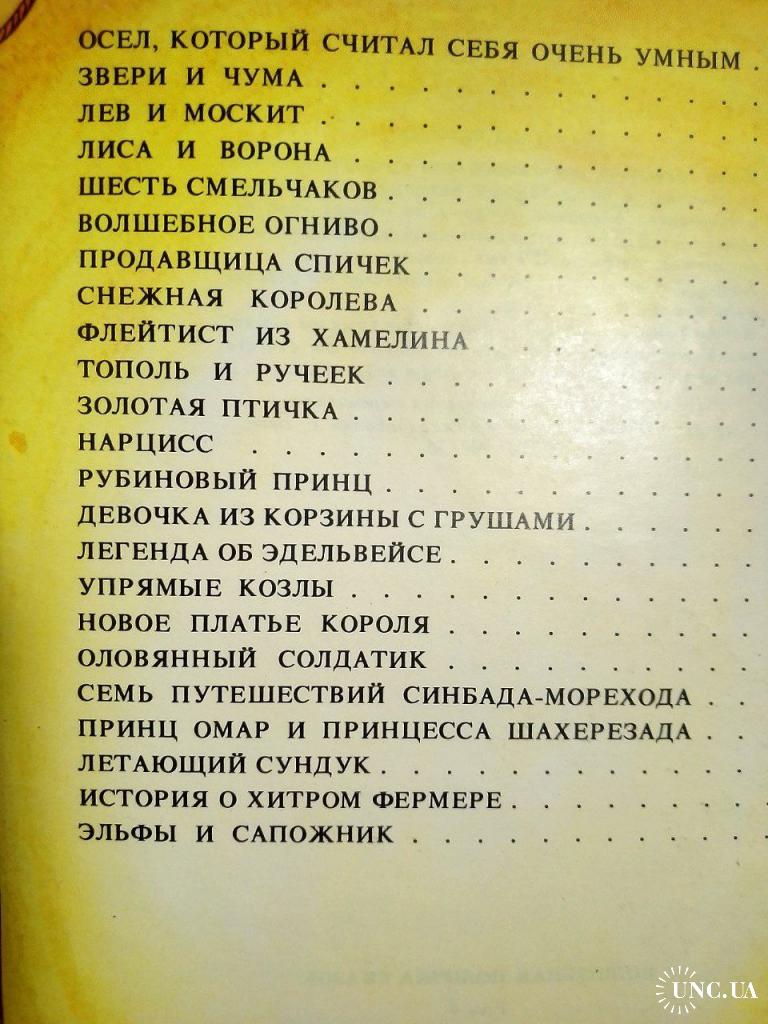 ОСЕЛ, КОТОРЫЙ СЧИТАЛ СЕБЯ ОЧЕНЬ УМНЫМ .
ЗВЕРИ И ЧУМА . . . . . . . . . . . . .
ЛЕВ И МОСКИТ . . . . . . . . . . . . .
ЛИСА И ВОРОНА . . . . . . . . . . . .
ШЕСТЬ СМЕЛЬЧАКОВ . . . . . . . . . . .
ВОЛШЕБНОЕ ОГНИВО . . . . . . . . . . .
ПРОДАВЩИЦА СПИЧЕК . . . . . . . . . .
СНЕЖНАЯ КОРОЛЕВА . . . . . . . . . .
ФЛЕЙТИСТ ИЗ ХАМЕЛИНА . . . . . . . .
ТОПОЛЬ И РУЧЕЕК . . . . . . . . . . .
ЗОЛОТАЯ ПТИЧКА . . . . . . . . . . . .
НАРЦИСС . . . . . . . . . . . . . . .
РУБИНОВЫЙ ПРИНЦ . . . . . . . . . . .
ДЕВОЧКА ИЗ КОРЗИНЫ С ГРУШАМИ . . . . .
ЛЕГЕНДА ОБ ЭДЕЛЬВЕЙСЕ . . . . . . . . .
УПРЯМЫЕ КОЗЛЫ . . . . . . . . . . . .
НОВОЕ ПЛАТЬЕ КОРОЛЯ . . . . . . . . .
ОЛОВЯННЫЙ СОЛДАТИК . . . . . . . . .
СЕМЬ ПУТЕШЕСТВИЙ СИНБАДА-МОРЕХОДА . .
ПРИНЦ ОМАР И ПРИНЦЕССА ШАХЕРЕЗАДА . .
ЛЕТАЮЩИЙ СУНДУК . . . . . . . . . . .
ИСТОРИЯ О ХИТРОМ ФЕРМЕРЕ . . . . . . .
ЭЛЬФЫ И САПОЖНИК . . . . . . . . . .
UNC.UA